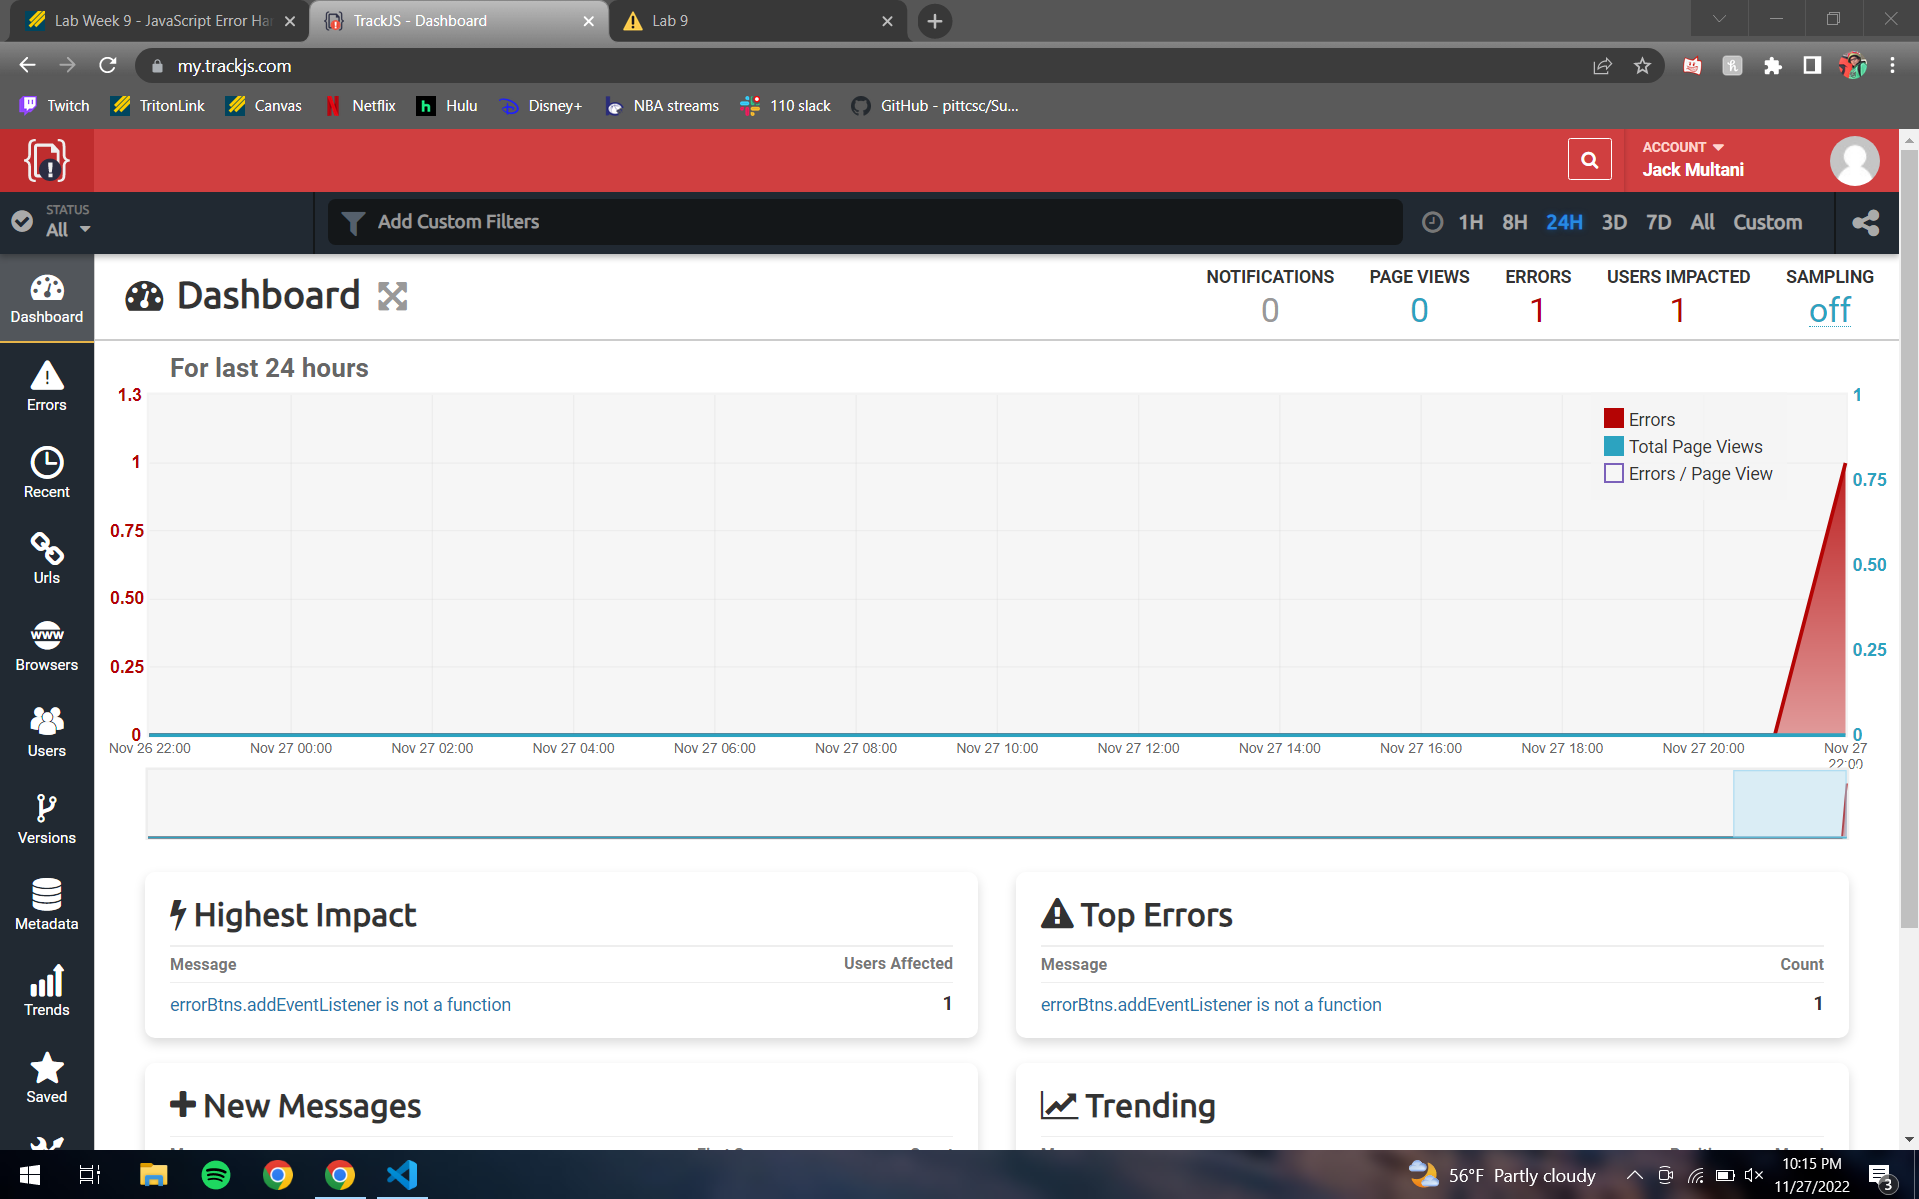 Lab Week 9 - JavaScript Error Ha
TrackJS - Dashboard
Lab 9
my.trackjs.com
Twitch
TritonLink
Canvas
Netflix
Hulu
Disney+
NBA streams
110 slack
GitHub - pittcsc/Su...
ACCOUNT
Jack Multani
STATUS
All
Add Custom Filters
1H 8H 24H 3D 7D All Custom
Dashboard
Errors
Recent
Urls
WWW
Browsers
Users
Versions
Metadata
Trends
Saved
Dashboard
NOTIFICATIONS
0
PAGE VIEWS
0
ERRORS
1
USERS IMPACTED
1
SAMPLING
off
For last 24 hours
1.3
1
0.75
0.50
0.25
0
Errors
Total Page Views
Errors / Page View
1
0.75
0.50
0.25
0
Nov 26 22:00
Nov 27 00:00
Nov 27 02:00
Nov 27 04:00
Nov 27 06:00
Nov 27 08:00
Nov 27 10:00
Nov 27 12:00
Nov 27 14:00
Nov 27 16:00
Nov 27 18:00
Nov 27 20:00
Nov 27
22:00
Highest Impact
Message Users Affected
errorBtns.addEventListener is not a function 1
Top Errors
Message Count
errorBtns.addEventListener is not a function 1
New Messages
Trending
56°F Partly cloudy
10:15 PM
11/27/2022
3